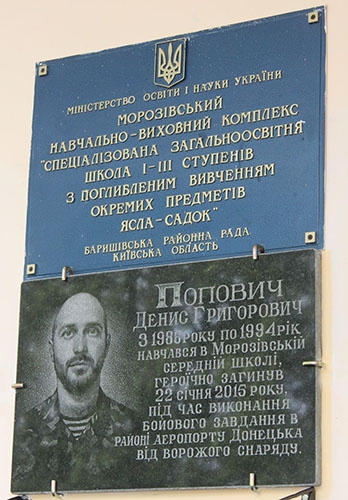 МІНІСТЕРСТВО ОСВІТИ І НАУКИ УКРАЇНИ
МОРОЗІВСЬКИЙ
НАВЧАЛЬНО-ВИХОВНИЙ КОМПЛЕКС
"СПЕЦІАЛІЗОВАНА ЗАГАЛЬНООСВІТНЯ
ШКОЛА І-ІІІ СТУПЕНІВ
З ПОГЛИБЛЕНИМ ВИВЧЕННЯМ
ОКРЕМИХ ПРЕДМЕТІВ
ЯСЛА-САДОК"
БАРИШІВСЬКА РАЙОННА РАДА
КИЇВСЬКА ОБЛАСТЬ
ПОПОВИЧ
ДЕНИС ГРИГОРОВИЧ
З 1986 РОКУ ПО 1994 РІК
НАВЧАВСЯ В МОРОЗІВСЬКІЙ
СЕРЕДНІЙ ШКОЛІ,
ГЕРОЇЧНО ЗАГИНУВ
22 СІЧНЯ 2015 РОКУ,
ПІД ЧАС ВИКОНАННЯ
БОЙОВОГО ЗАВДАННЯ В
РАЙОНІ АЕРОПОРТУ ДОНЕЦЬКА
ВІД ВОРОЖОГО СНАРЯДУ.